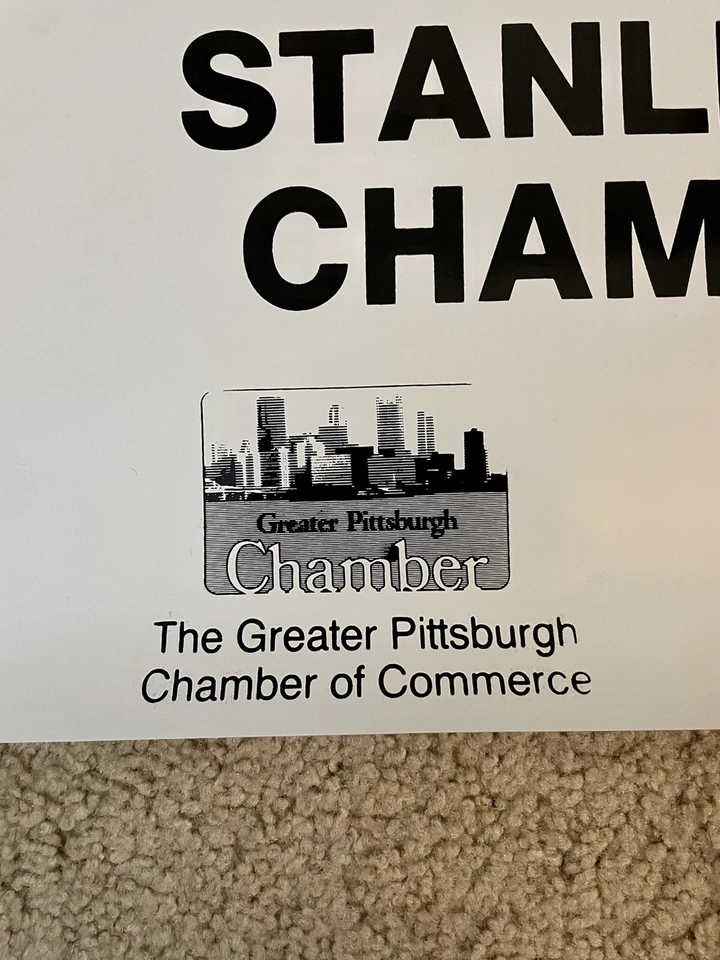 STANL
CHAM
Greater Pittsburgh
Chamber
The Greater Pittsburgh
Chamber of Commerce